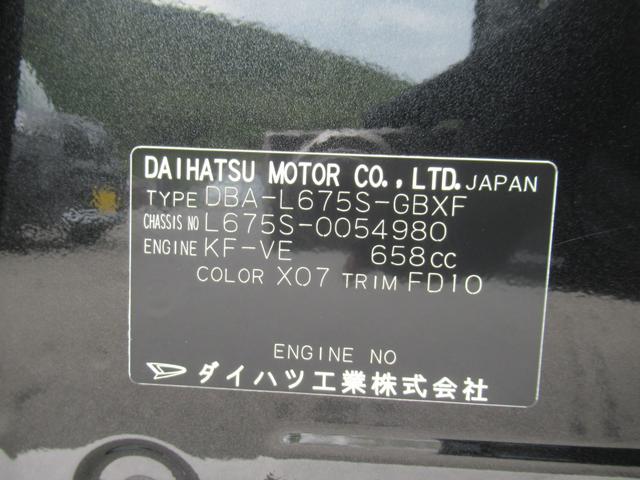 DAIHATSU MOTOR CO., LTD. JAPAN
TYPE DBA-L675S-GBXF
CHASSIS NO L675S-0054980
ENGINE KF-VE 658cc
COLOR X07 TRIM FD10
ENGINE NO
ダイハツ工業株式会社